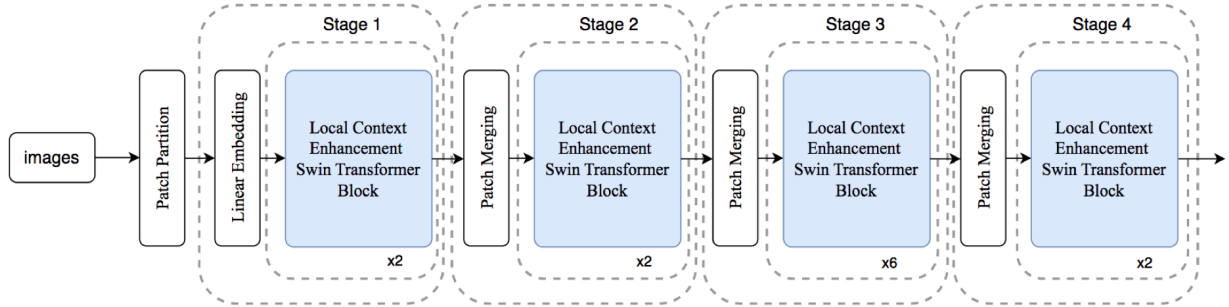 images
Patch Partition
Stage 1
Linear Embedding
Local Context
Enhancement
Swin Transformer
Block
x2
Stage 2
Patch Merging
Local Context
Enhancement
Swin Transformer
Block
x2
Stage 3
Patch Merging
Local Context
Enhancement
Swin Transformer
Block
x6
Stage 4
Patch Merging
Local Context
Enhancement
Swin Transformer
Block
x2